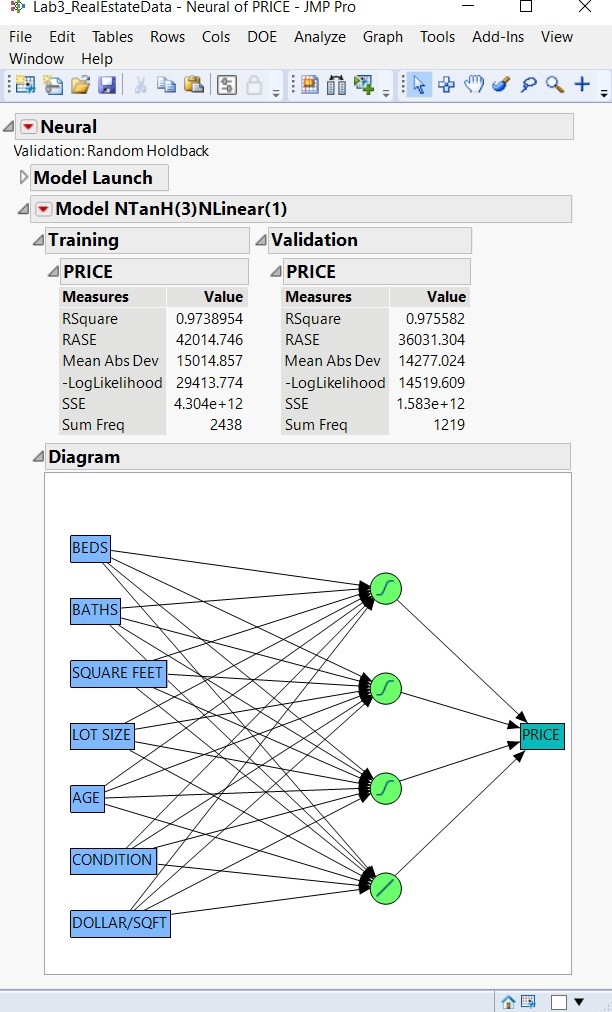 Lab3_RealEstateData - Neural of PRICE - JMP Pro
File Edit Tables Rows Cols DOE Analyze Graph Tools Add-Ins View
Window Help
Neural
Validation: Random Holdback
Model Launch
Model NTanH(3)NLinear(1)
Training Validation
PRICE PRICE
Measures Value Measures Value
RSquare 0.9738954 RSquare 0.975582
RASE 42014.746 RASE 36031.304
Mean Abs Dev 15014.857 Mean Abs Dev 14277.024
-LogLikelihood 29413.774 -LogLikelihood 14519.609
SSE 4.304e+12 SSE 1.583e+12
Sum Freq 2438 Sum Freq 1219
Diagram
BEDS
BATHS
SQUARE FEET
LOT SIZE
PRICE
AGE
CONDITION
DOLLAR/SQFT